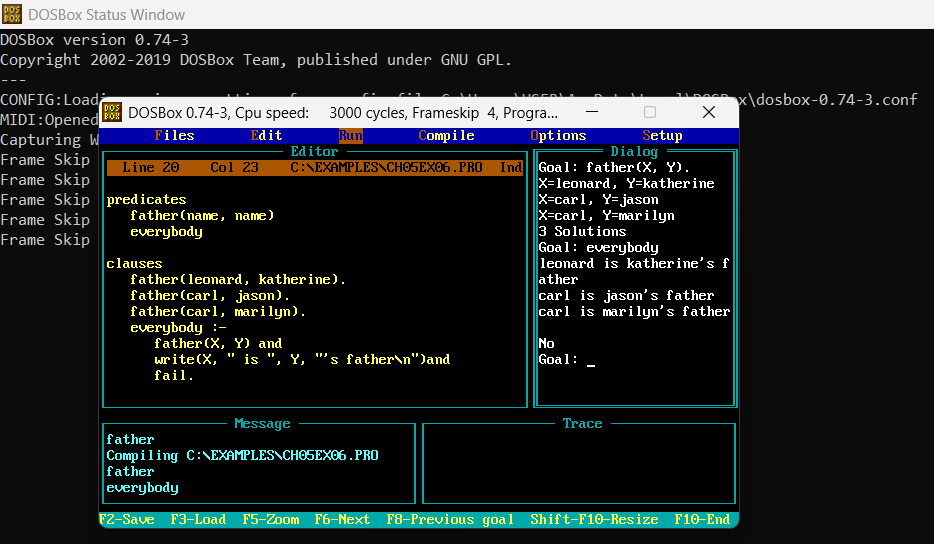 DOSBox Status Window
DOSBox version 0.74-3
Copyright 2002-2019 DOSBox Team, published under GNU GPL.
---
CONFIG:Load
\dosbox-0.74-3.conf
MIDI:Opened
Capturing W
Frame Skip
Frame Skip
Frame Skip
Frame Skip
Frame Skip
DOSBox 0.74-3, Cpu speed: 3000 cycles, Frameskip 4, Progra...
Files Edit Run Compile Options Setup
Editor
Line 20 Col 23 C:\EXAMPLES\CH05EX06.PRO Ind
predicates
father(name, name)
everybody
clauses
father(leonard, katherine).
father(carl, jason).
father(carl, marilyn).
everybody :-
father(X, Y) and
write(X, " is ", Y, "'s father\n")and
fail.
Dialog
Goal: father(X, Y).
X=leonard, Y=katherine
X=carl, Y=jason
X=carl, Y=marilyn
3 Solutions
Goal: everybody
leonard is katherine's f
ather
carl is jason's father
carl is marilyn's father
No
Goal: _
Message
father
Compiling C:\EXAMPLES\CH05EX06.PRO
father
everybody
Trace
F2-Save F3-Load F5-Zoom F6-Next F8-Previous goal Shift-F10-Resize F10-End